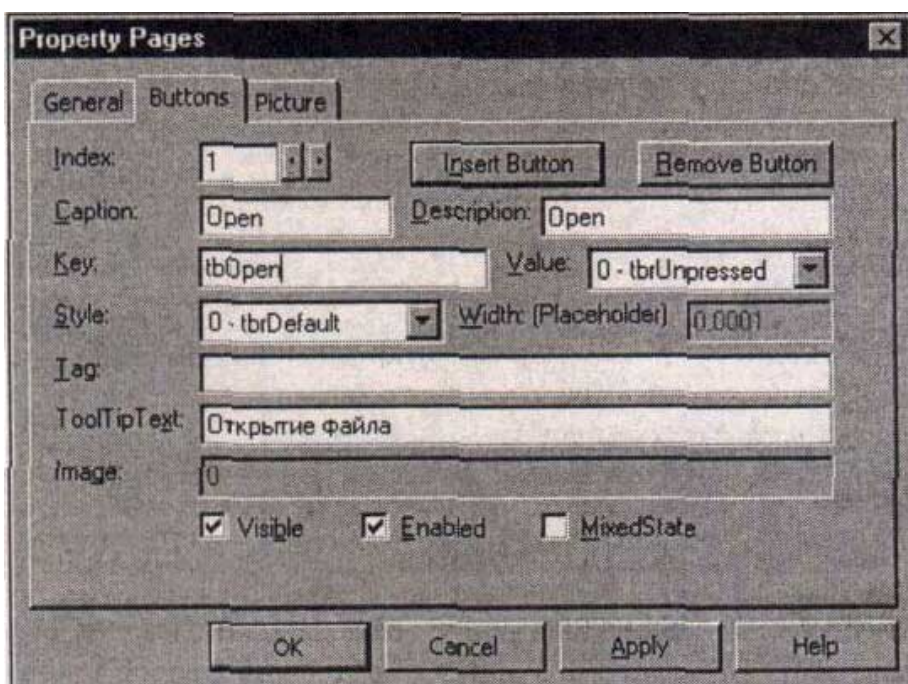 Property Pages
General Buttons Picture
Index: 1 Insert Button Remove Button
Caption: Open Description: Open
Key: tbOpen Value: 0 - tbrUnpressed
Style: 0 - tbrDefault Width: (Placeholder) 0.0001
Tag:
ToolTipText: Открытие файла
Image: 0
Visible Enabled MixedState
OK Cancel Apply Help